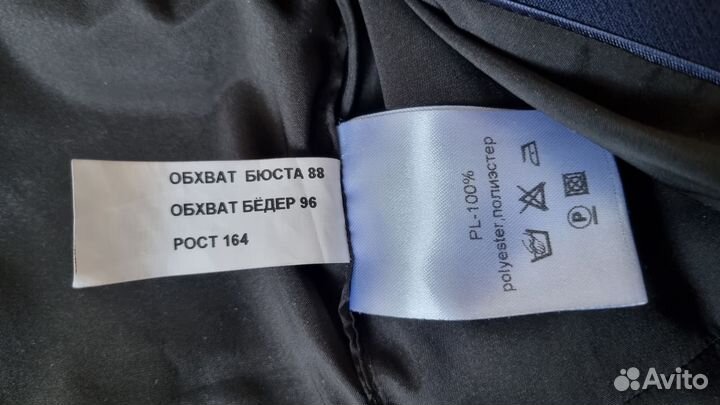 ОБХВАТ БЮСТА 88
ОБХВАТ БЁДЕР 96
РОСТ 164
PL-100%
polyester,полиэстер
P
Avito